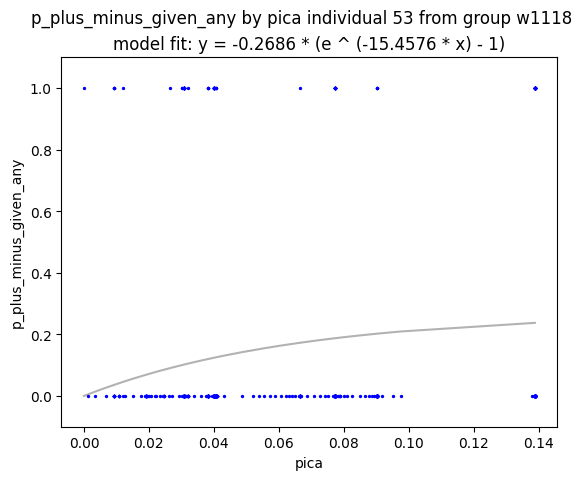 p_plus_minus_given_any by pica individual 53 from group w1118
model fit: y = -0.2686 * (e ^ (-15.4576 * x) - 1)
1.0
0.8
0.6
0.4
0.2
0.0
p_plus_minus_given_any
0.00 0.02 0.04 0.06 0.08 0.10 0.12 0.14
pica